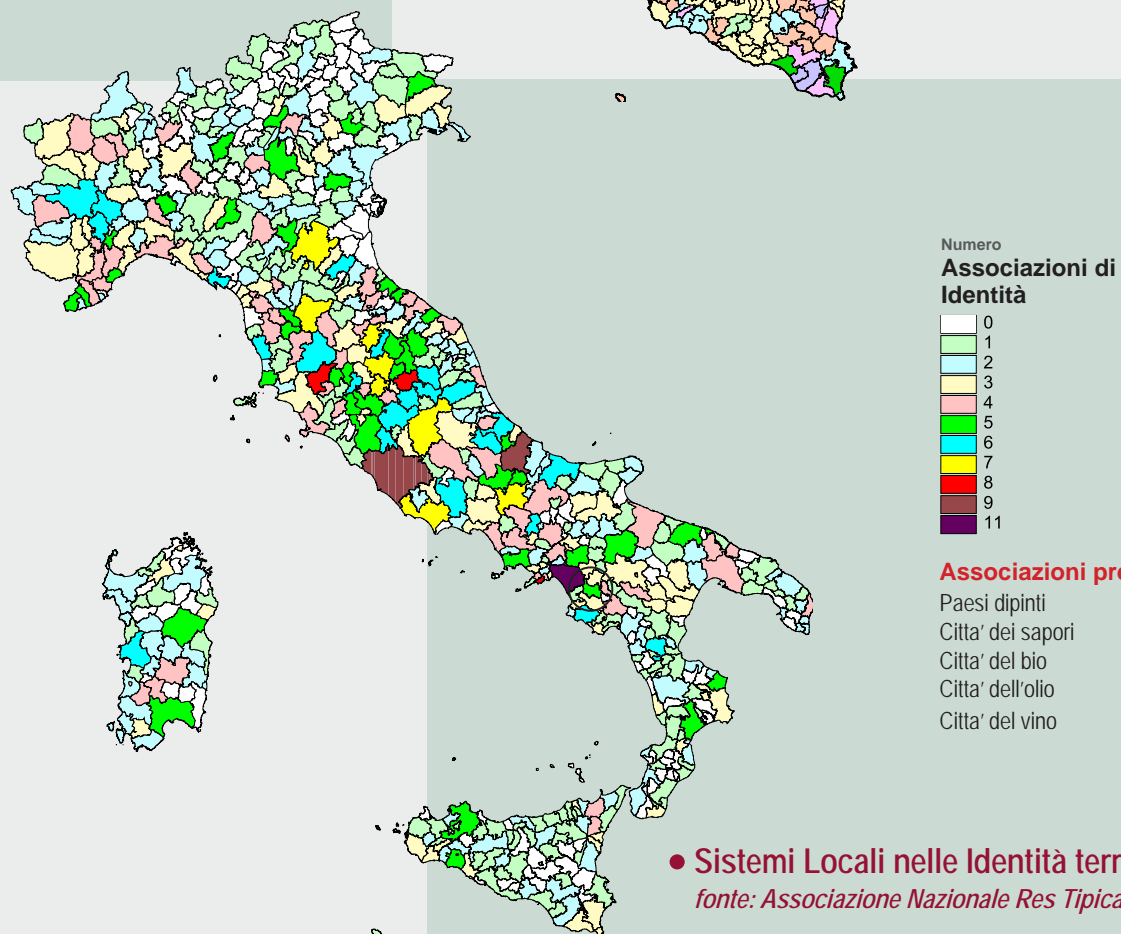 Numero
Associazioni di
Identità
0
1
2
3
4
5
6
7
8
9
11
Associazioni pre
Paesi dipinti
Citta' dei sapori
Citta' del bio
Citta' dell'olio
Citta' del vino
• Sistemi Locali nelle Identità terr
fonte: Associazione Nazionale Res Tipica